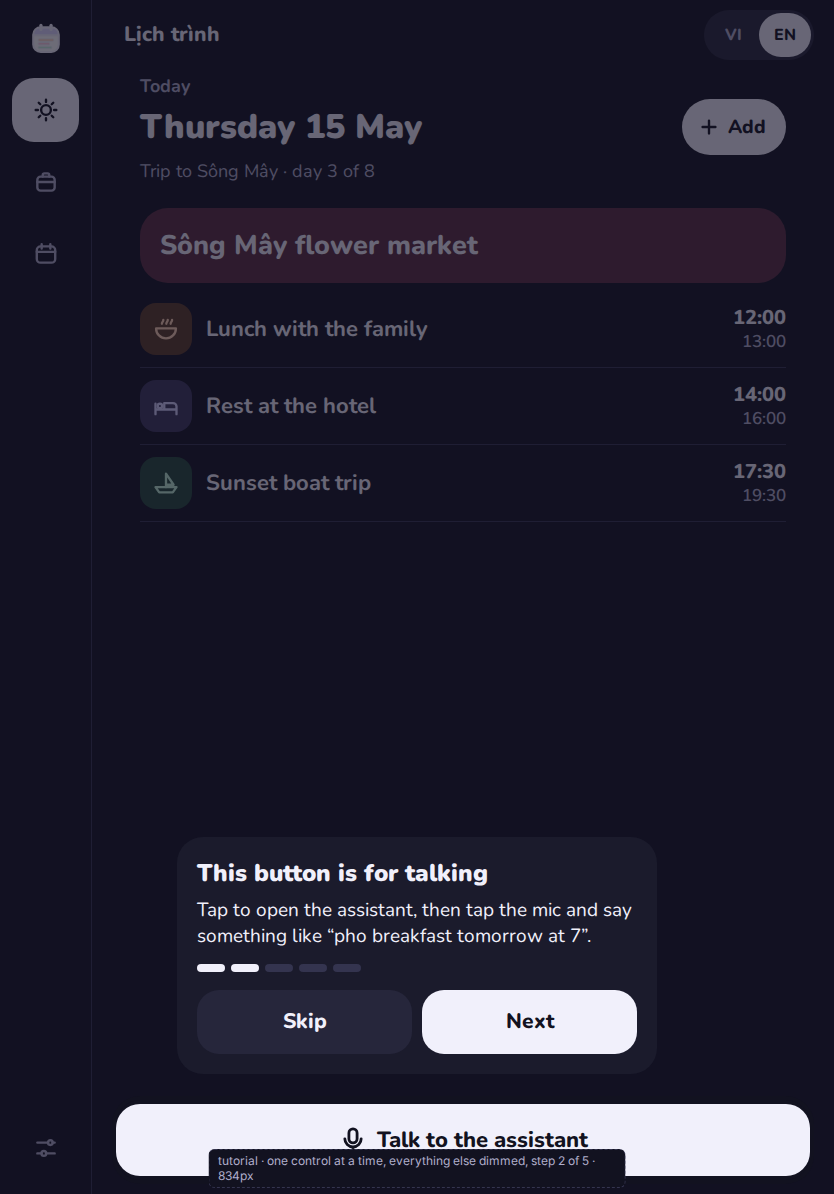 Lịch trình
VI
EN
Today
Thursday 15 May
Add
Trip to Sông Mây · day 3 of 8
Sông Mây flower market
Lunch with the family
12:00
13:00
Rest at the hotel
14:00
16:00
Sunset boat trip
17:30
19:30
This button is for talking
Tap to open the assistant, then tap the mic and say
something like “pho breakfast tomorrow at 7”.
Skip
Next
Talk to the assistant
tutorial · one control at a time, everything else dimmed, step 2 of 5 ·
834px